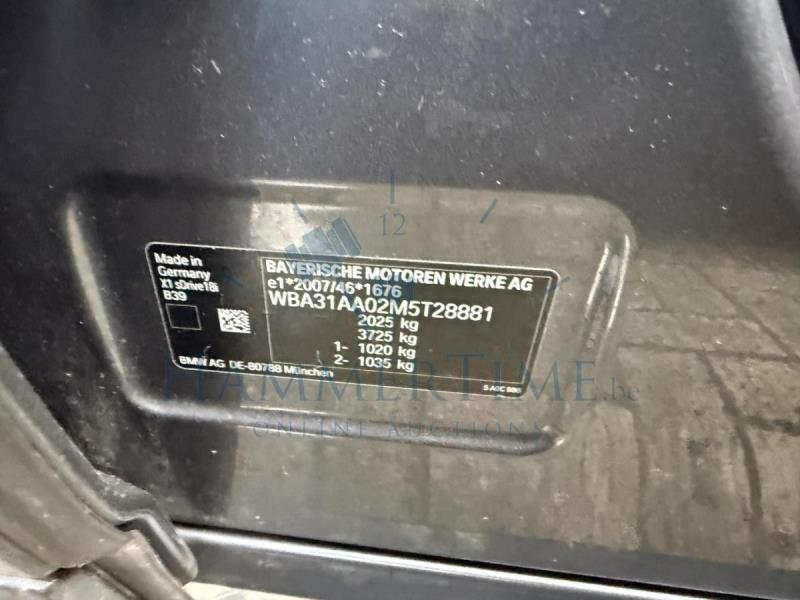 12
Made in
Germany
X1 sDrive18i
B39
BAYERISCHE MOTOREN WERKE AG
e1*2007/46*1676
WBA31AA02M5T28881
2025 kg
3725 kg
1- 1020 kg
2- 1035 kg
BMW AG DE-80788 München
HAMMERTIME.be
ONLINE AUCTIONS